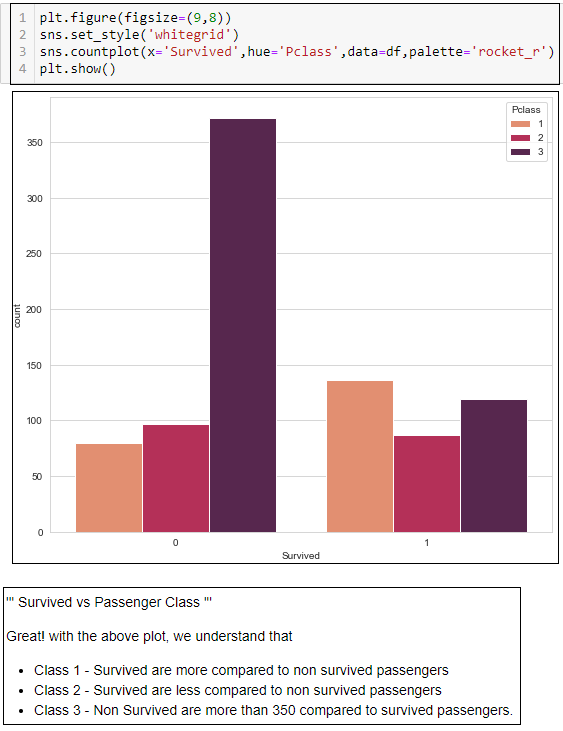 1 plt.figure(figsize=(9,8))
2 sns.set_style('whitegrid')
3 sns.countplot(x='Survived',hue='Pclass',data=df,palette='rocket_r')
4 plt.show()
Pclass
1
2
3
350
300
250
200
150
100
50
0
count
0 1
Survived
''' Survived vs Passenger Class '''
Great! with the above plot, we understand that
• Class 1 - Survived are more compared to non survived passengers
• Class 2 - Survived are less compared to non survived passengers
• Class 3 - Non Survived are more than 350 compared to survived passengers.